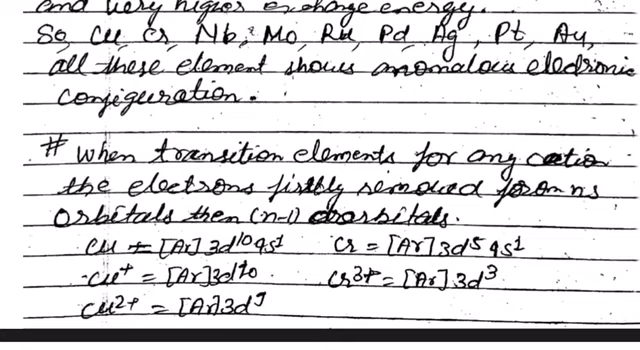 and very higher exchange energy.
So, Cu, Cr, Nb, Mo, Ru, Pd, Ag, Pt, Au,
all these element shows anomalous electronic
configuration.
# When transition elements for any cation
the electrons firstly removed from ns
orbitals then (n-1) d orbitals.
Cu = [Ar] 3d¹⁰4s¹ Cr = [Ar] 3d⁵ 4s¹
Cu⁺ = [Ar] 3d¹⁰. Cr³⁺ = [Ar] 3d³
Cu²⁺ = [Ar] 3d⁹